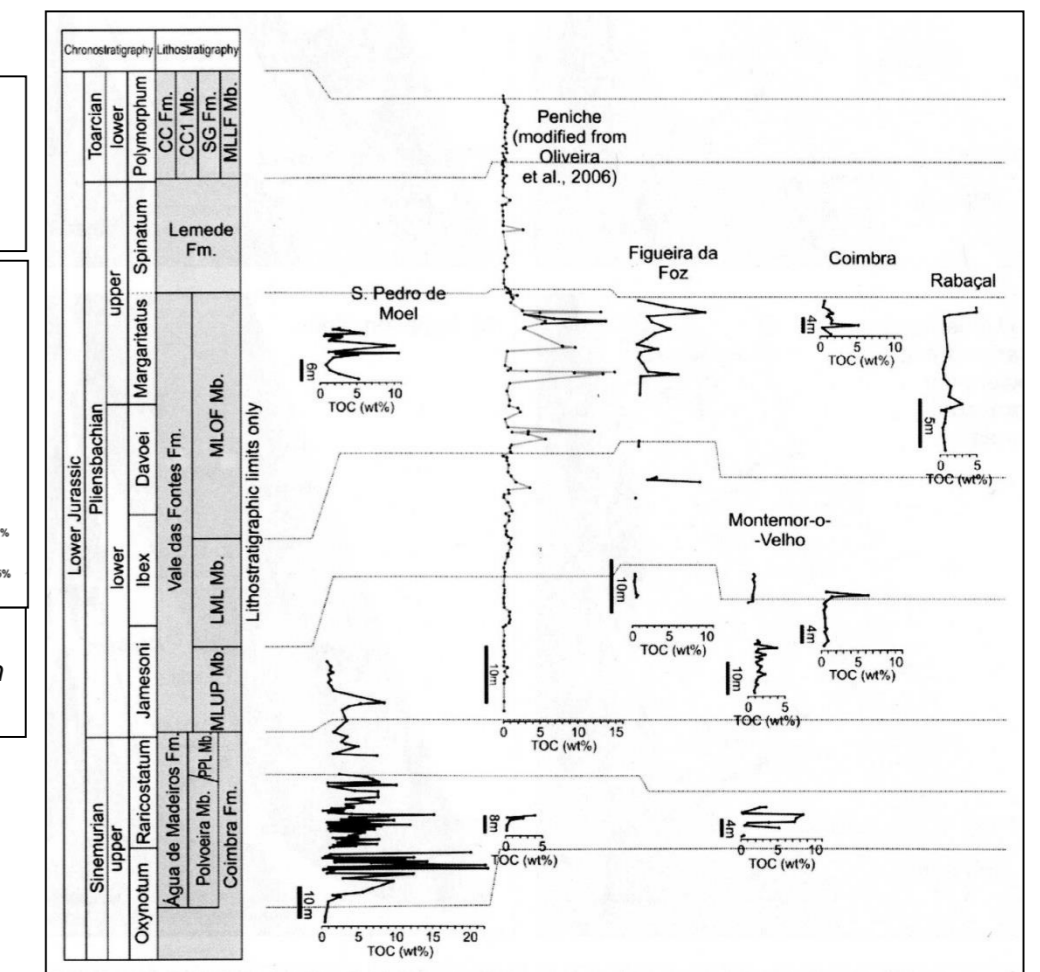 Chronostratigraphy
Lithostratigraphy
Lower Jurassic
Toarcian
lower
Polymorphum
Pliensbachian
upper
Spinatum
Margaritatus
lower
Davoei
Ibex
Jamesoni
Sinemurian
upper
Raricostatum
Oxynotum
CC Fm.
CC1 Mb.
SG Fm.
MLLF Mb.
Lemede
Fm.
Vale das Fontes Fm.
MLOF Mb.
LML Mb.
MLUP Mb.
Água de Madeiros Fm.
PPL Mb.
Polvoeira Mb.
Coimbra Fm.
Lithostratigraphic limits only
Peniche
(modified from
Oliveira
et al., 2006)
10m
0 5 10 15
TOC (wt%)
S. Pedro de
Moel
6m
0 5 10
TOC (wt%)
10m
0 5 10 15 20
TOC (wt%)
8m
0 5
TOC (wt%)
Figueira da
Foz
10m
0 5 10
TOC (wt%)
Coimbra
4m
0 5 10
TOC (wt%)
4m
0 5 10
TOC (wt%)
Rabaçal
5m
0 5
TOC (wt%)
Montemor-o-
-Velho
10m
0 5
TOC (wt%)
4m
0 5 10
TOC (wt%)